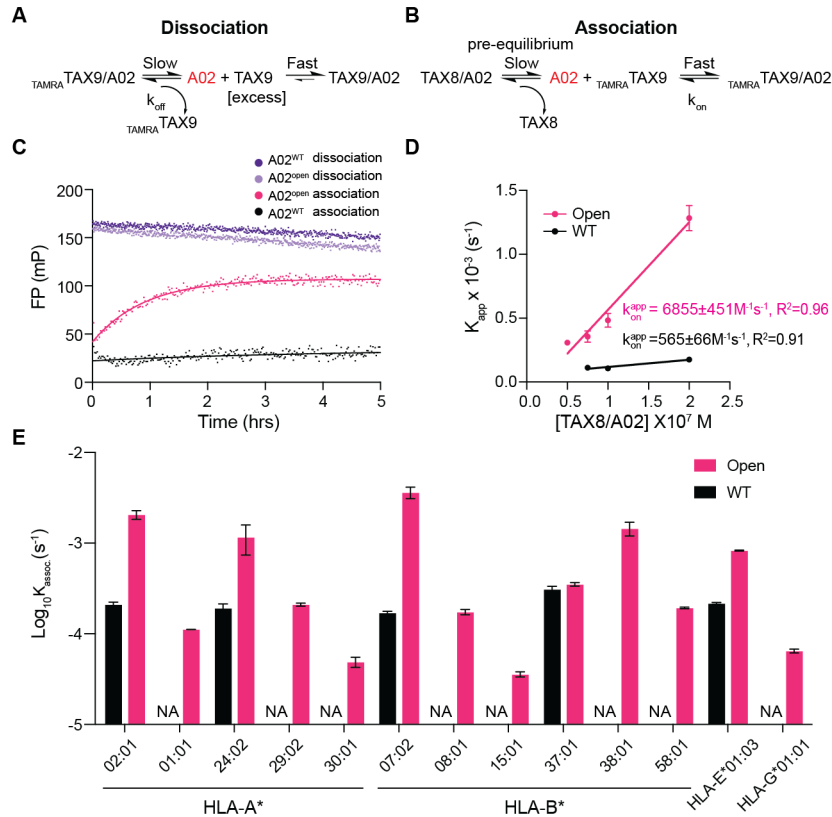 A
Dissociation
TAMRATAX9/A02 Slow A02 + TAX9 Fast TAX9/A02
koff [excess]
TAMRATAX9
B
Association
pre-equilibrium
TAX8/A02 Slow A02 + TAMRATAX9 Fast TAMRATAX9/A02
kon
TAX8
C
A02WT dissociation
A02open dissociation
A02open association
A02WT association
FP (mP)
200
150
100
50
0
0 1 2 3 4 5
Time (hrs)
D
Kapp x 10-3 (s-1)
1.5
1.0
0.5
0.0
Open
WT
kappon = 6855±451M-1s-1, R2=0.96
kappon =565±66M-1s-1, R2=0.91
0.0 0.5 1.0 1.5 2.0 2.5
[TAX8/A02] X107 M
E
Log10Kassoc.(s-1)
-2
-3
-4
-5
Open
WT
NA NA NA NA NA NA NA NA
02:01 01:01 24:02 29:02 30:01 07:02 08:01 15:01 37:01 38:01 58:01 HLA-E*01:03 HLA-G*01:01
HLA-A* HLA-B*